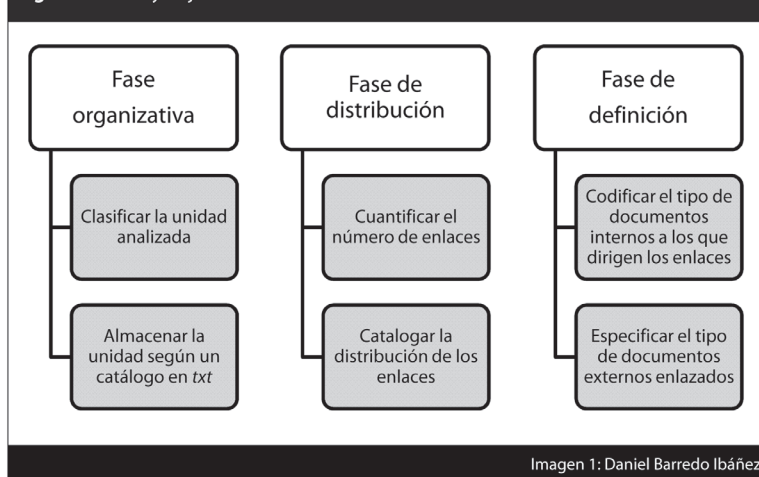 Fase
organizativa
Clasificar la unidad
analizada
Almacenar la
unidad según un
catálogo en txt
Fase de
distribución
Cuantificar el
número de enlaces
Catalogar la
distribución de los
enlaces
Fase de
definición
Codificar el tipo de
documentos
internos a los que
dirigen los enlaces
Especificar el tipo
de documentos
externos enlazados
Imagen 1: Daniel Barredo Ibáñez